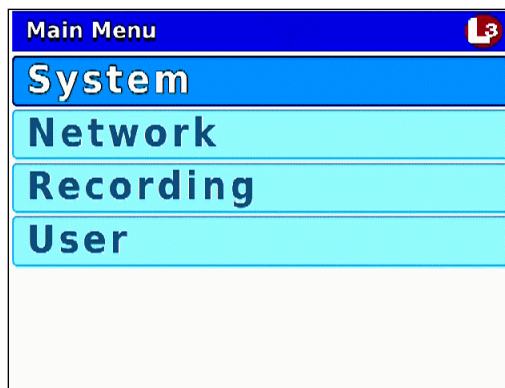 Main Menu
L3
System
Network
Recording
User